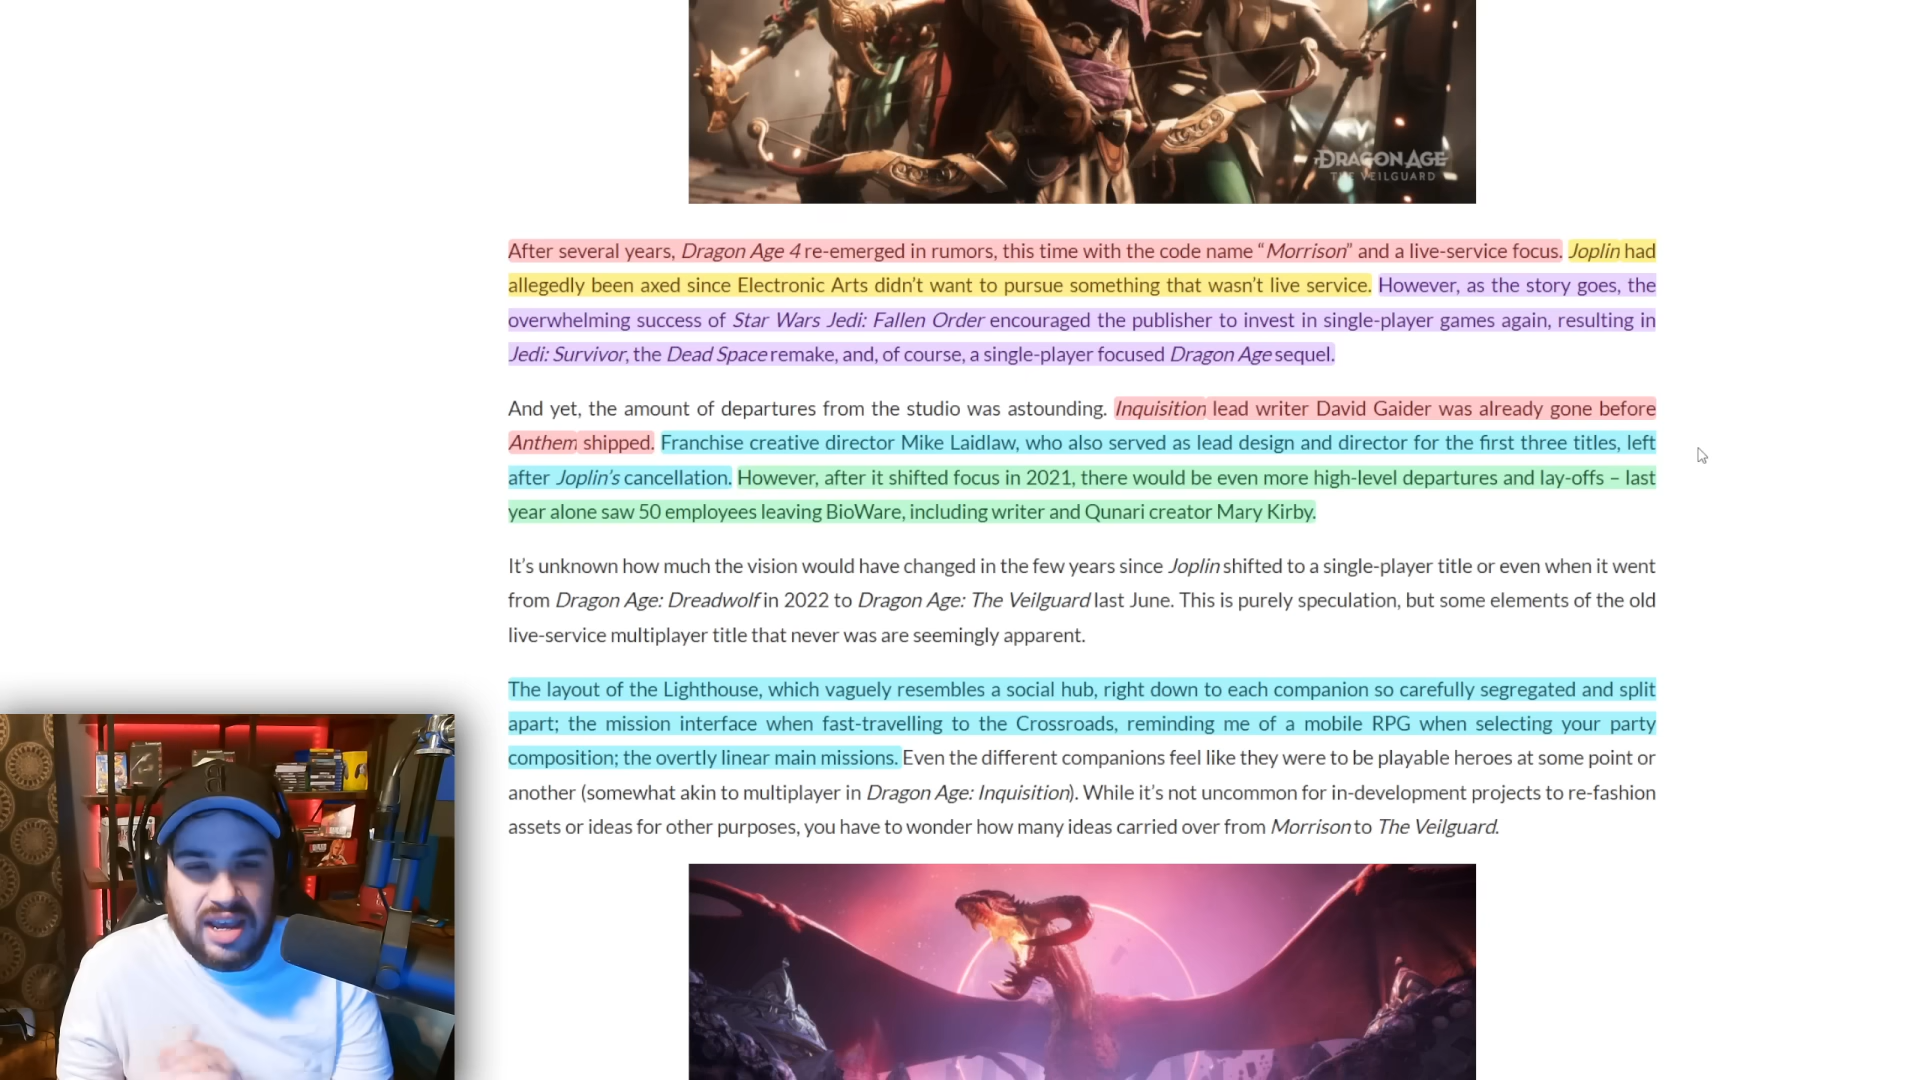 DRAGON AGE
THE VEILGUARD
After several years, Dragon Age 4 re-emerged in rumors, this time with the code name “Morrison” and a live-service focus. Joplin had
allegedly been axed since Electronic Arts didn’t want to pursue something that wasn’t live service. However, as the story goes, the
overwhelming success of Star Wars Jedi: Fallen Order encouraged the publisher to invest in single-player games again, resulting in
Jedi: Survivor, the Dead Space remake, and, of course, a single-player focused Dragon Age sequel.
And yet, the amount of departures from the studio was astounding. Inquisition lead writer David Gaider was already gone before
Anthem shipped. Franchise creative director Mike Laidlaw, who also served as lead design and director for the first three titles, left
after Joplin’s cancellation. However, after it shifted focus in 2021, there would be even more high-level departures and lay-offs – last
year alone saw 50 employees leaving BioWare, including writer and Qunari creator Mary Kirby.
It’s unknown how much the vision would have changed in the few years since Joplin shifted to a single-player title or even when it went
from Dragon Age: Dreadwolf in 2022 to Dragon Age: The Veilguard last June. This is purely speculation, but some elements of the old
live-service multiplayer title that never was are seemingly apparent.
The layout of the Lighthouse, which vaguely resembles a social hub, right down to each companion so carefully segregated and split
apart; the mission interface when fast-travelling to the Crossroads, reminding me of a mobile RPG when selecting your party
composition; the overtly linear main missions. Even the different companions feel like they were to be playable heroes at some point or
another (somewhat akin to multiplayer in Dragon Age: Inquisition). While it’s not uncommon for in-development projects to re-fashion
assets or ideas for other purposes, you have to wonder how many ideas carried over from Morrison to The Veilguard.